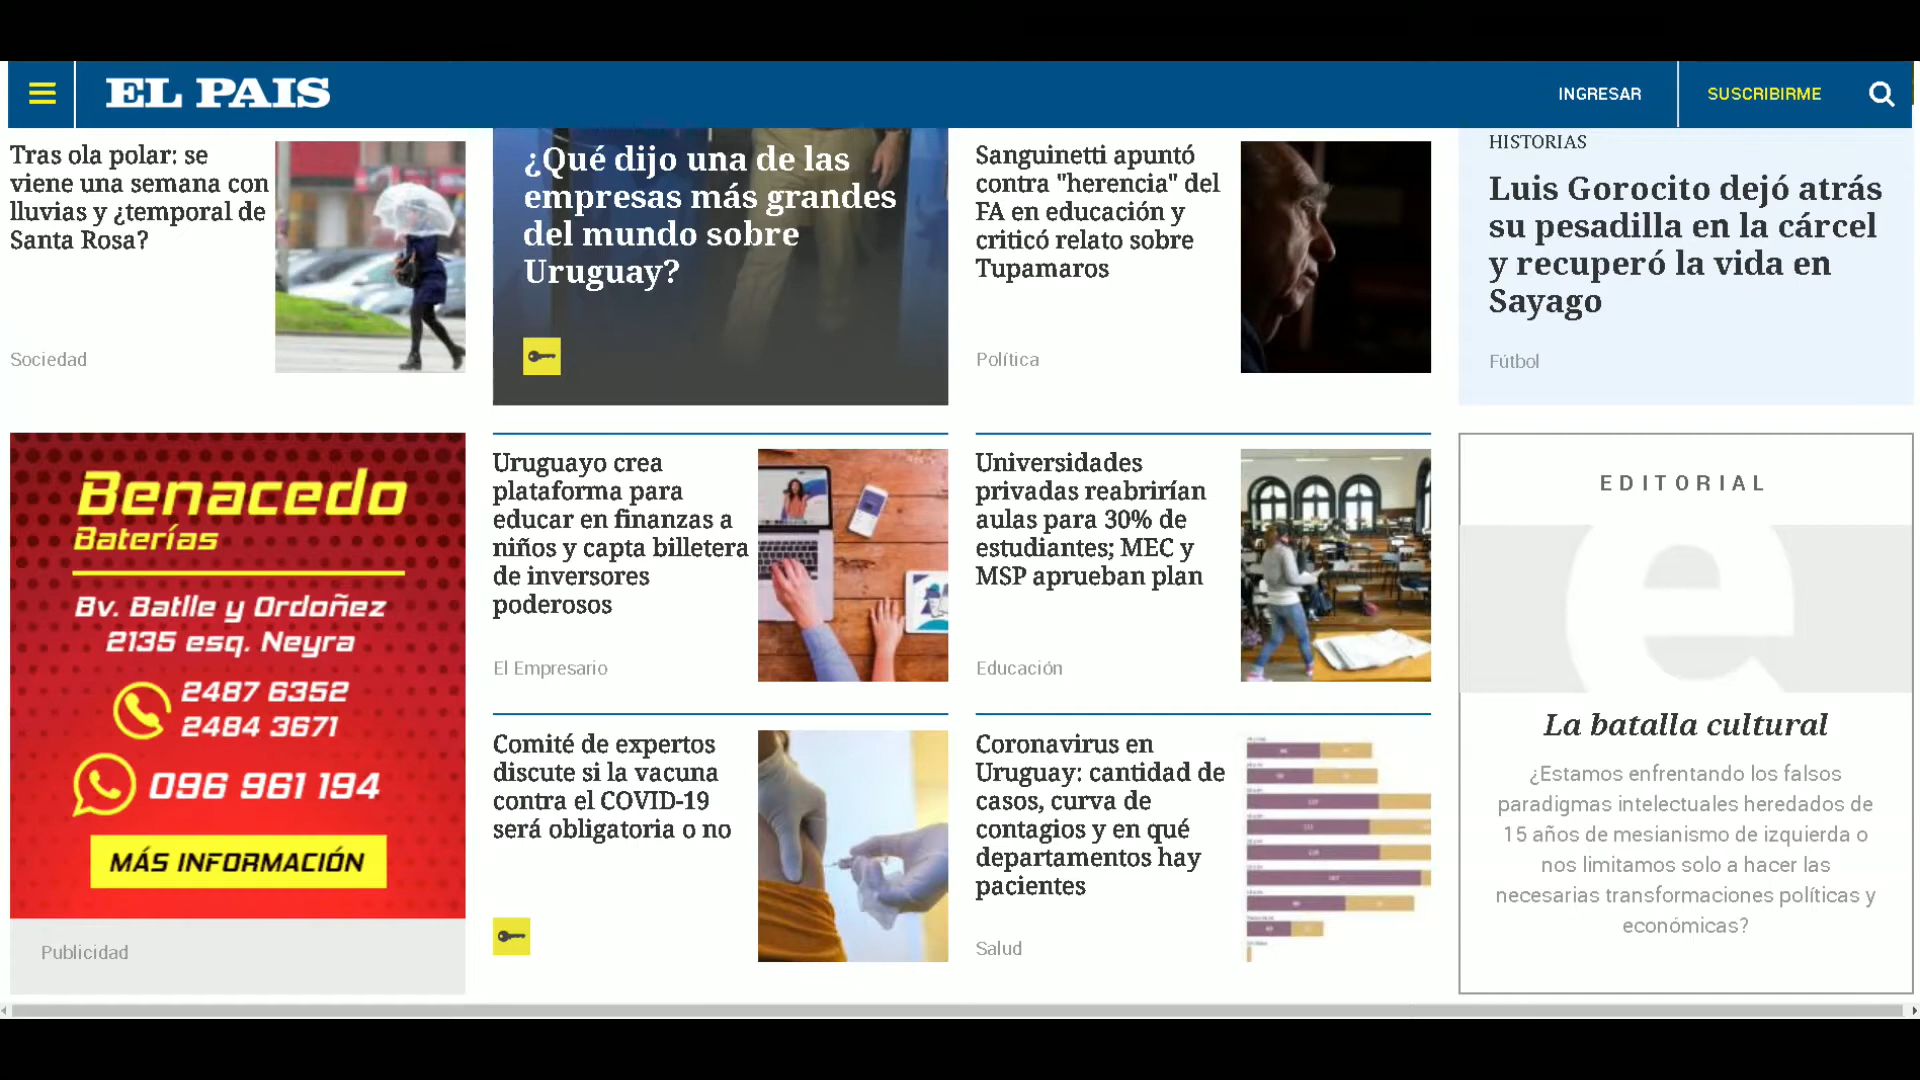 EL PAIS
INGRESAR
SUSCRIBIRME
Tras ola polar: se
viene una semana con
lluvias y ¿temporal de
Santa Rosa?
Sociedad
¿Qué dijo una de las
empresas más grandes
del mundo sobre
Uruguay?
Sanguinetti apuntó
contra "herencia" del
FA en educación y
criticó relato sobre
Tupamaros
Política
HISTORIAS
Luis Gorocito dejó atrás
su pesadilla en la cárcel
y recuperó la vida en
Sayago
Fútbol
Benacedo
Baterías
Bv. Batlle y Ordoñez
2135 esq. Neyra
2487 6352
2484 3671
096 961 194
MÁS INFORMACIÓN
Publicidad
Uruguayo crea
plataforma para
educar en finanzas a
niños y capta billetera
de inversores
poderosos
El Empresario
Universidades
privadas reabrirían
aulas para 30% de
estudiantes; MEC y
MSP aprueban plan
Educación
EDITORIAL
e
La batalla cultural
¿Estamos enfrentando los falsos
paradigmas intelectuales heredados de
15 años de mesianismo de izquierda o
nos limitamos solo a hacer las
necesarias transformaciones políticas y
económicas?
Comité de expertos
discute si la vacuna
contra el COVID-19
será obligatoria o no
Coronavirus en
Uruguay: cantidad de
casos, curva de
contagios y en qué
departamentos hay
pacientes
Salud